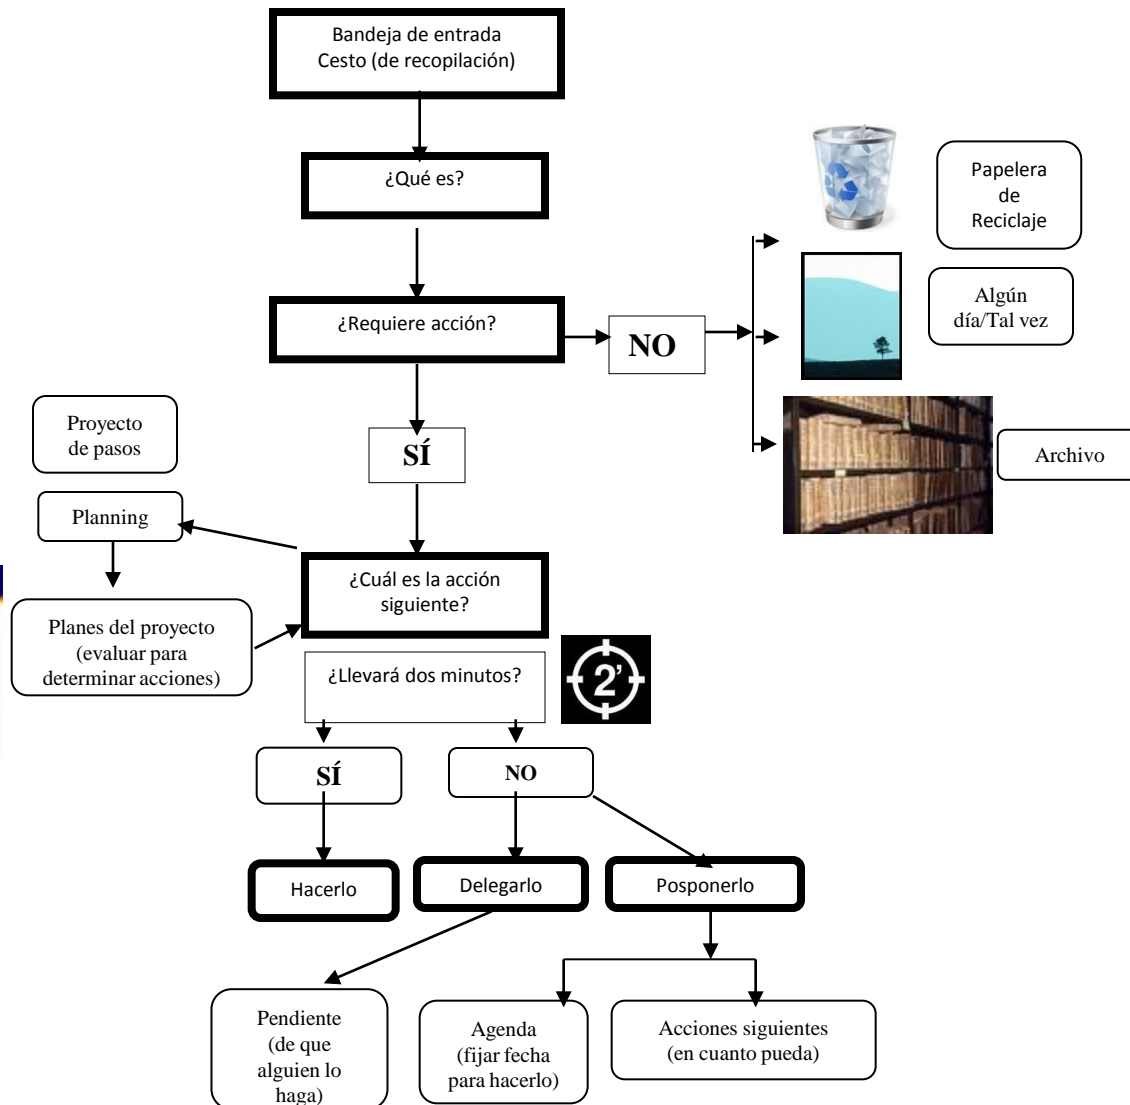 Bandeja de entrada
Cesto (de recopilación)
¿Qué es?
Papelera
de
Reciclaje
¿Requiere acción?
NO
Algún
día/Tal vez
Archivo
SÍ
Proyecto
de pasos
Planning
Planes del proyecto
(evaluar para
determinar acciones)
¿Cuál es la acción
siguiente?
¿Llevará dos minutos?
2’
SÍ
NO
Hacerlo
Delegarlo
Posponerlo
Pendiente
(de que
alguien lo
haga)
Agenda
(fijar fecha
para hacerlo)
Acciones siguientes
(en cuanto pueda)